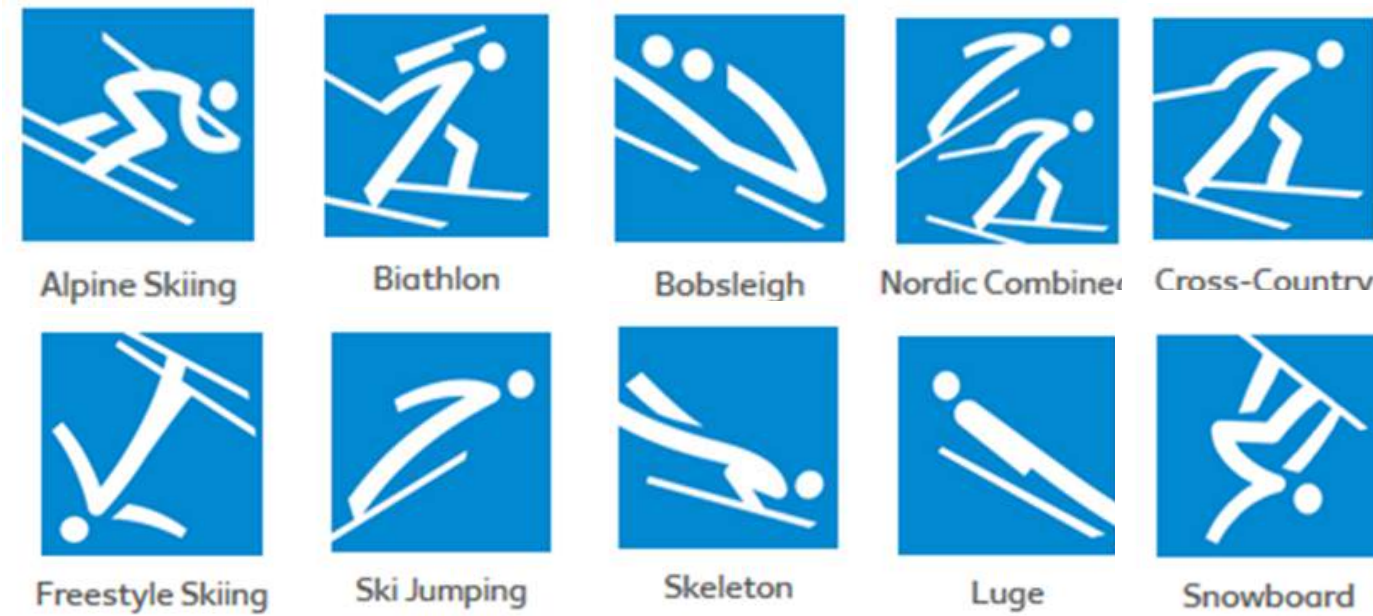 Alpine Skiing
Biathlon
Bobsleigh
Nordic Combine
Cross-Country
Freestyle Skiing
Ski Jumping
Skeleton
Luge
Snowboard